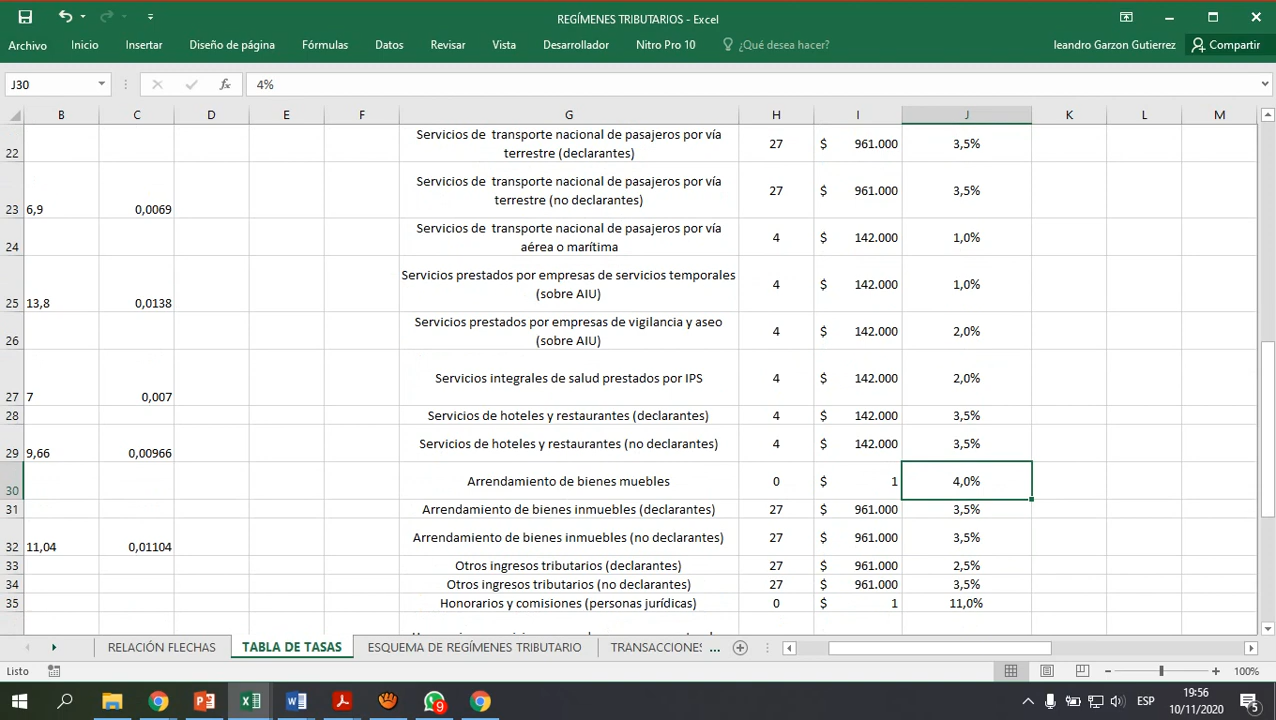 REGÍMENES TRIBUTARIOS - Excel
Archivo Inicio Insertar Diseño de página Fórmulas Datos Revisar Vista Desarrollador Nitro Pro 10 ¿Qué desea hacer? leandro Garzon Gutierrez Compartir
J30 fx 4%
B C D E F G H I J K L M
22 Servicios de transporte nacional de pasajeros por vía
terrestre (declarantes) 27 $ 961.000 3,5%
23 6,9 0,0069 Servicios de transporte nacional de pasajeros por vía
terrestre (no declarantes) 27 $ 961.000 3,5%
24 Servicios de transporte nacional de pasajeros por vía
aérea o marítima 4 $ 142.000 1,0%
25 13,8 0,0138 Servicios prestados por empresas de servicios temporales
(sobre AIU) 4 $ 142.000 1,0%
26 Servicios prestados por empresas de vigilancia y aseo
(sobre AIU) 4 $ 142.000 2,0%
27 7 0,007 Servicios integrales de salud prestados por IPS 4 $ 142.000 2,0%
28 Servicios de hoteles y restaurantes (declarantes) 4 $ 142.000 3,5%
29 9,66 0,00966 Servicios de hoteles y restaurantes (no declarantes) 4 $ 142.000 3,5%
30 Arrendamiento de bienes muebles 0 $ 1 4,0%
31 Arrendamiento de bienes inmuebles (declarantes) 27 $ 961.000 3,5%
32 11,04 0,01104 Arrendamiento de bienes inmuebles (no declarantes) 27 $ 961.000 3,5%
33 Otros ingresos tributarios (declarantes) 27 $ 961.000 2,5%
34 Otros ingresos tributarios (no declarantes) 27 $ 961.000 3,5%
35 Honorarios y comisiones (personas jurídicas) 0 $ 1 11,0%
RELACIÓN FLECHAS TABLA DE TASAS ESQUEMA DE REGÍMENES TRIBUTARIO TRANSACCIONES ...
Listo 100%
9 ESP 19:56
10/11/2020 5